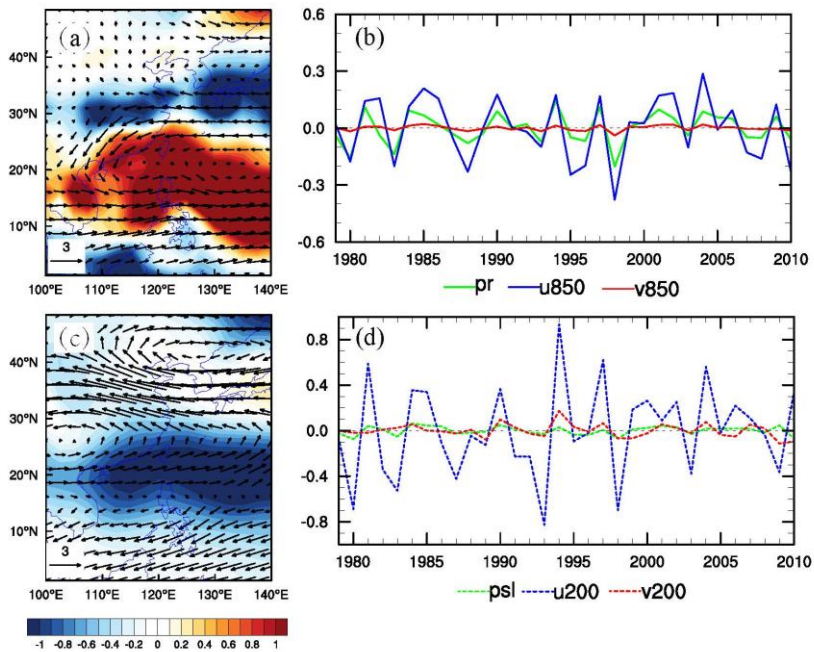 (a)
40°N
30°N
20°N
10°N
3
100°E 110°E 120°E 130°E 140°E
(b)
0.6
0.3
0.0
-0.3
-0.6
1980 1985 1990 1995 2000 2005 2010
pr u850 v850
(c)
40°N
30°N
20°N
10°N
3
100°E 110°E 120°E 130°E 140°E
-1 -0.8 -0.6 -0.4 -0.2 0 0.2 0.4 0.6 0.8 1
(d)
0.8
0.4
0.0
-0.4
-0.8
1980 1985 1990 1995 2000 2005 2010
psl u200 v200